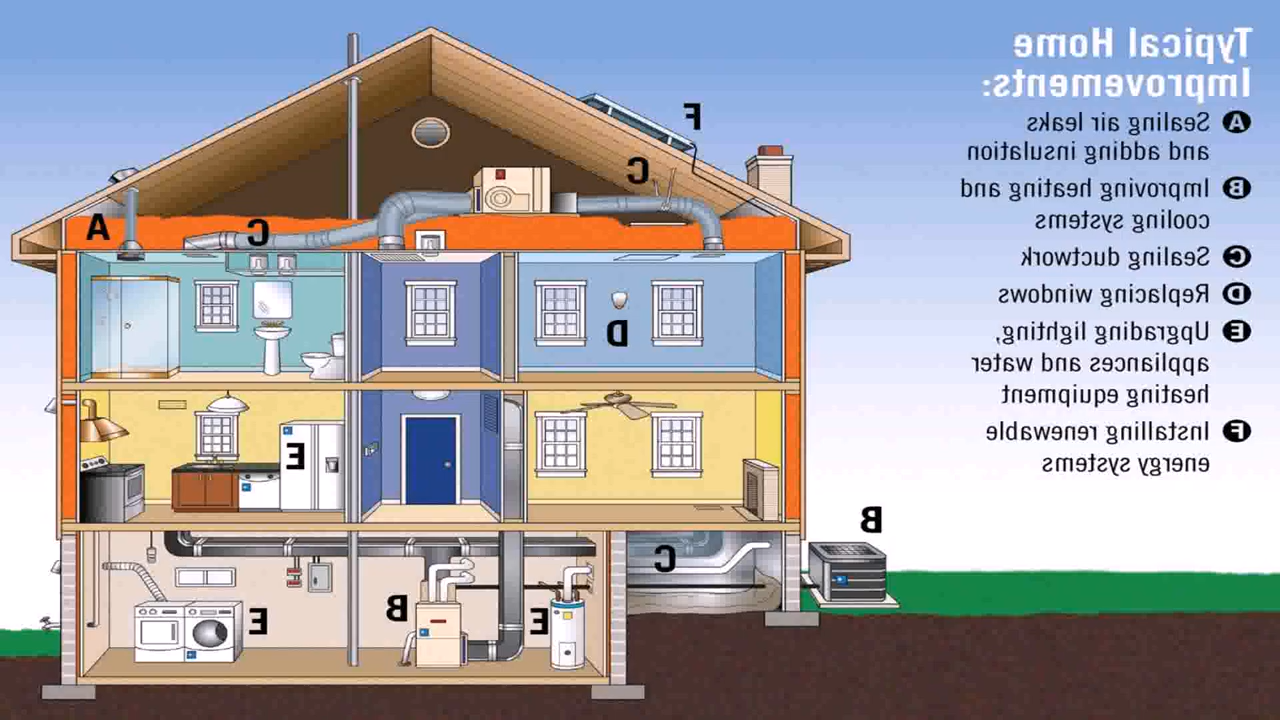 Typical Home
Improvements:
A Sealing air leaks
and adding insulation
B Improving heating and
cooling systems
C Sealing ductwork
D Replacing windows
E Upgrading lighting,
appliances and water
heating equipment
F Installing renewable
energy systems
F
C
A
C
D
E
B
C
E
B
E